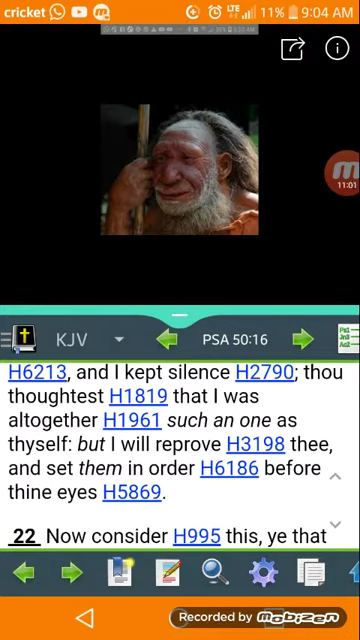 cricket LTE 11% 9:04 AM
11:01
KJV PSA 50:16
H6213, and I kept silence H2790; thou
thoughtest H1819 that I was
altogether H1961 such an one as
thyself: but I will reprove H3198 thee,
and set them in order H6186 before
thine eyes H5869.
22 Now consider H995 this, ye that
Recorded by Mobizen